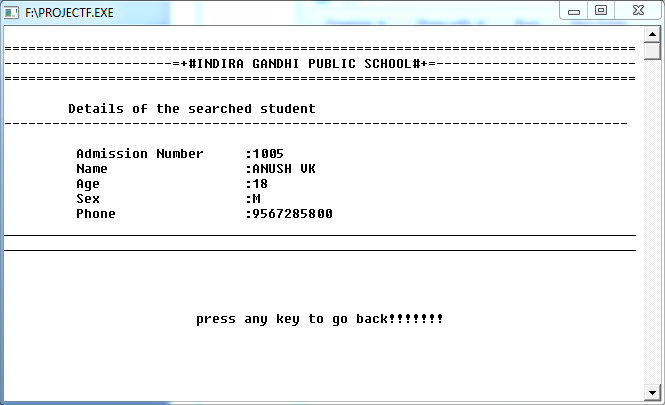 F:\PROJECTF.EXE
=+#INDIRA GANDHI PUBLIC SCHOOL#+=
Details of the searched student
Admission Number :1005
Name :ANUSH VK
Age :18
Sex :M
Phone :9567285800
press any key to go back!!!!!!!